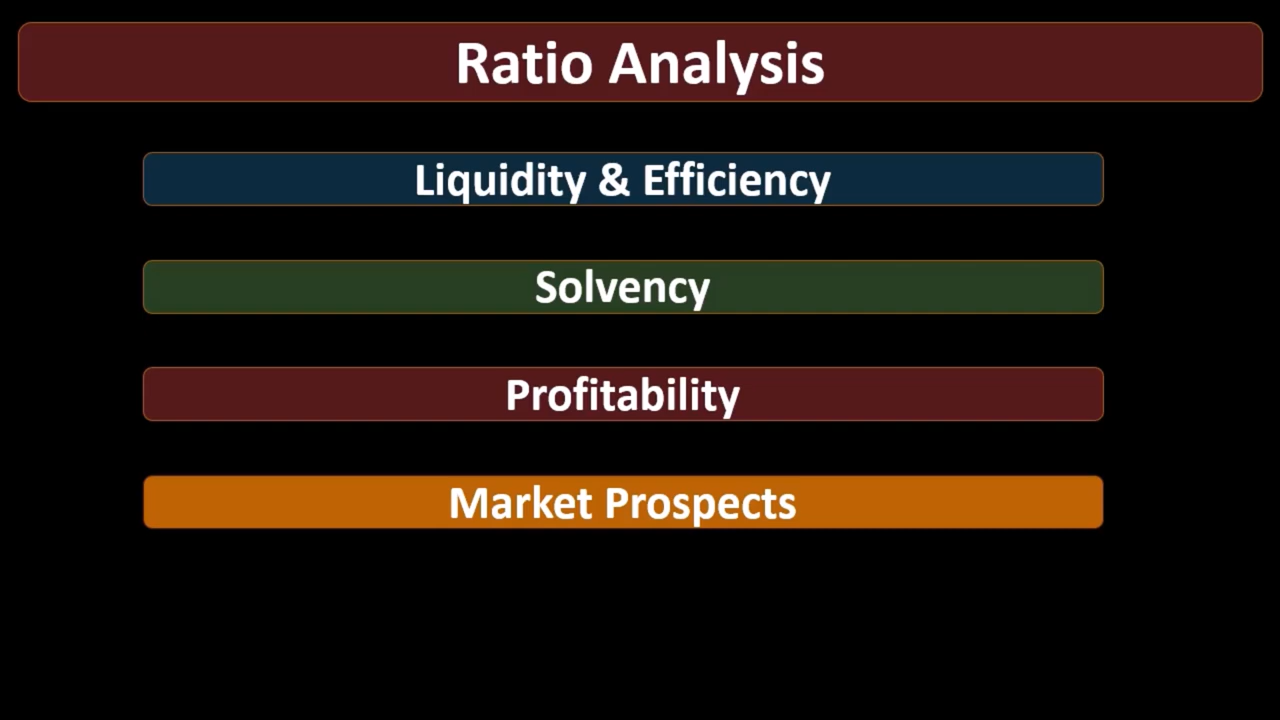 Ratio Analysis
Liquidity & Efficiency
Solvency
Profitability
Market Prospects